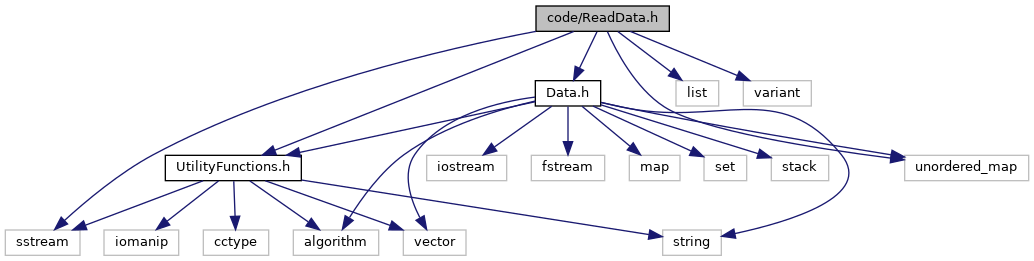 code/ReadData.h
Data.h
list
variant
UtilityFunctions.h
iostream
fstream
map
set
stack
unordered_map
sstream
iomanip
cctype
algorithm
vector
string